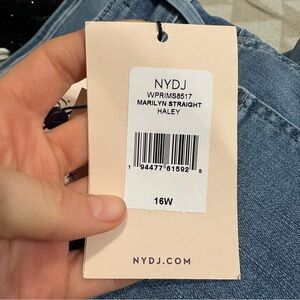 NYDJ
WPRIMS8517
MARILYN STRAIGHT
HALEY
1 94477 61592 5
16W
NYDJ.COM